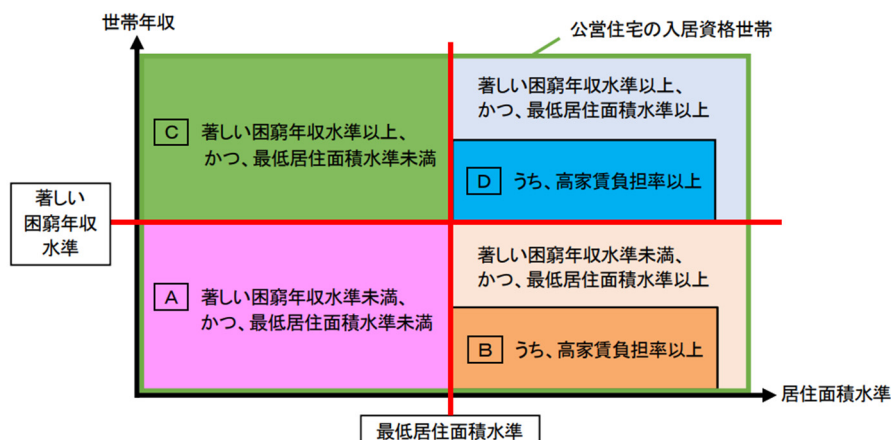 世帯年収
公営住宅の入居資格世帯
C 著しい困窮年収水準以上、
かつ、最低居住面積水準未満
著しい困窮年収水準以上、
かつ、最低居住面積水準以上
D うち、高家賃負担率以上
著しい
困窮年収
水準
A 著しい困窮年収水準未満、
かつ、最低居住面積水準未満
著しい困窮年収水準未満、
かつ、最低居住面積水準以上
B うち、高家賃負担率以上
居住面積水準
最低居住面積水準